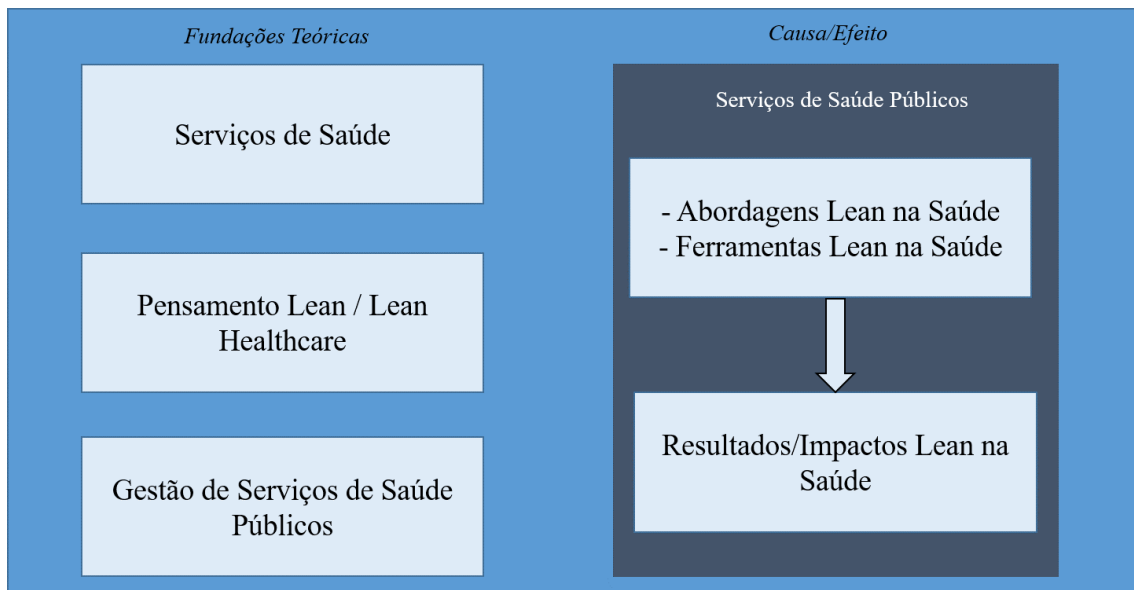 Fundações Teóricas
Serviços de Saúde
Pensamento Lean / Lean
Healthcare
Gestão de Serviços de Saúde
Públicos
Causa/Efeito
Serviços de Saúde Públicos
- Abordagens Lean na Saúde
- Ferramentas Lean na Saúde
Resultados/Impactos Lean na
Saúde